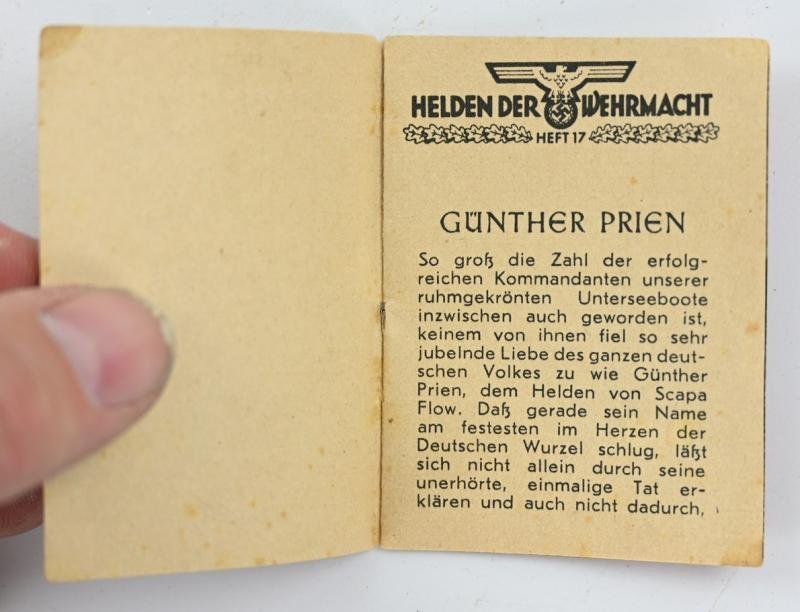 HELDEN DER WEHRMACHT
HEFT 17
GÜNTHER PRIEN
So groß die Zahl der erfolg-
reichen Kommandanten unserer
ruhmgekrönten Unterseeboote
inzwischen auch geworden ist,
keinem von ihnen fiel so sehr
jubelnde Liebe des ganzen deut-
schen Volkes zu wie Günther
Prien, dem Helden von Scapa
Flow. Daß gerade sein Name
am festesten im Herzen der
Deutschen Wurzel schlug, läßt
sich nicht allein durch seine
unerhörte, einmalige Tat er-
klären und auch nicht dadurch,